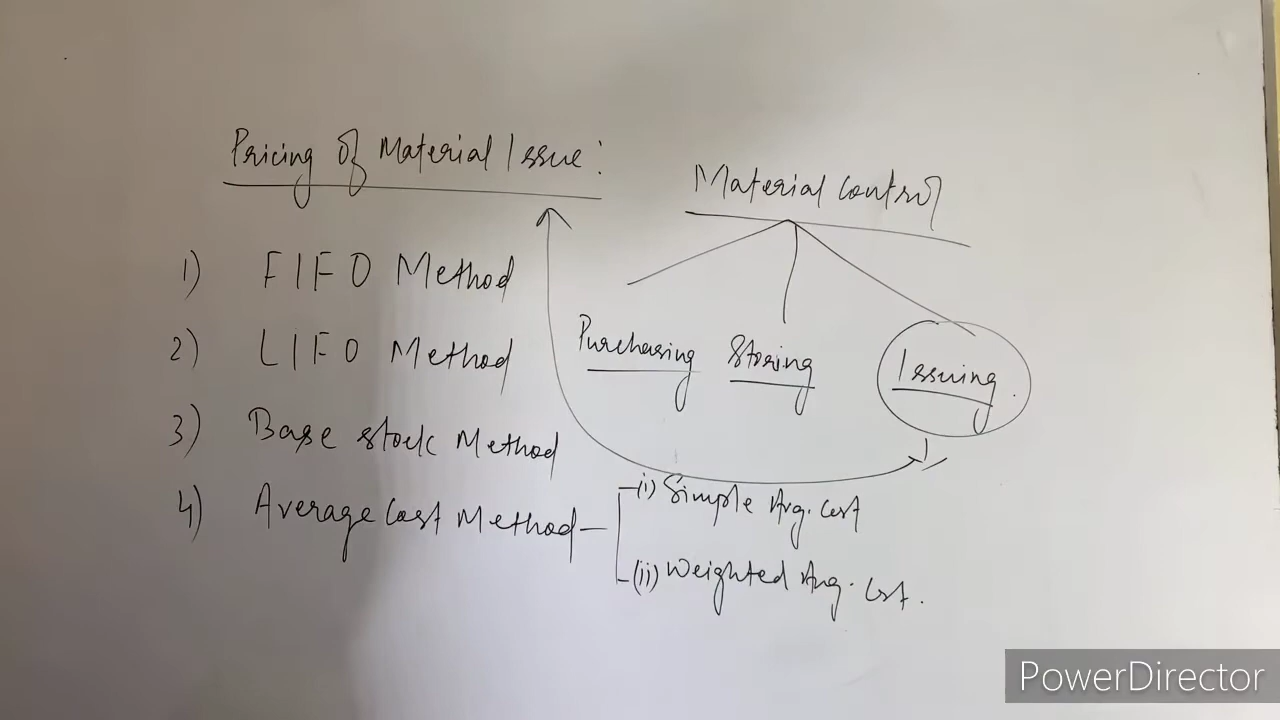 Pricing of Material Issue:
1) FIFO Method
2) LIFO Method
3) Base stock Method
4) Average Cost Method
(i) Simple Avg. Cost
(ii) Weighted Avg. Cost.
Material Control
Purchasing Storing Issuing
PowerDirector